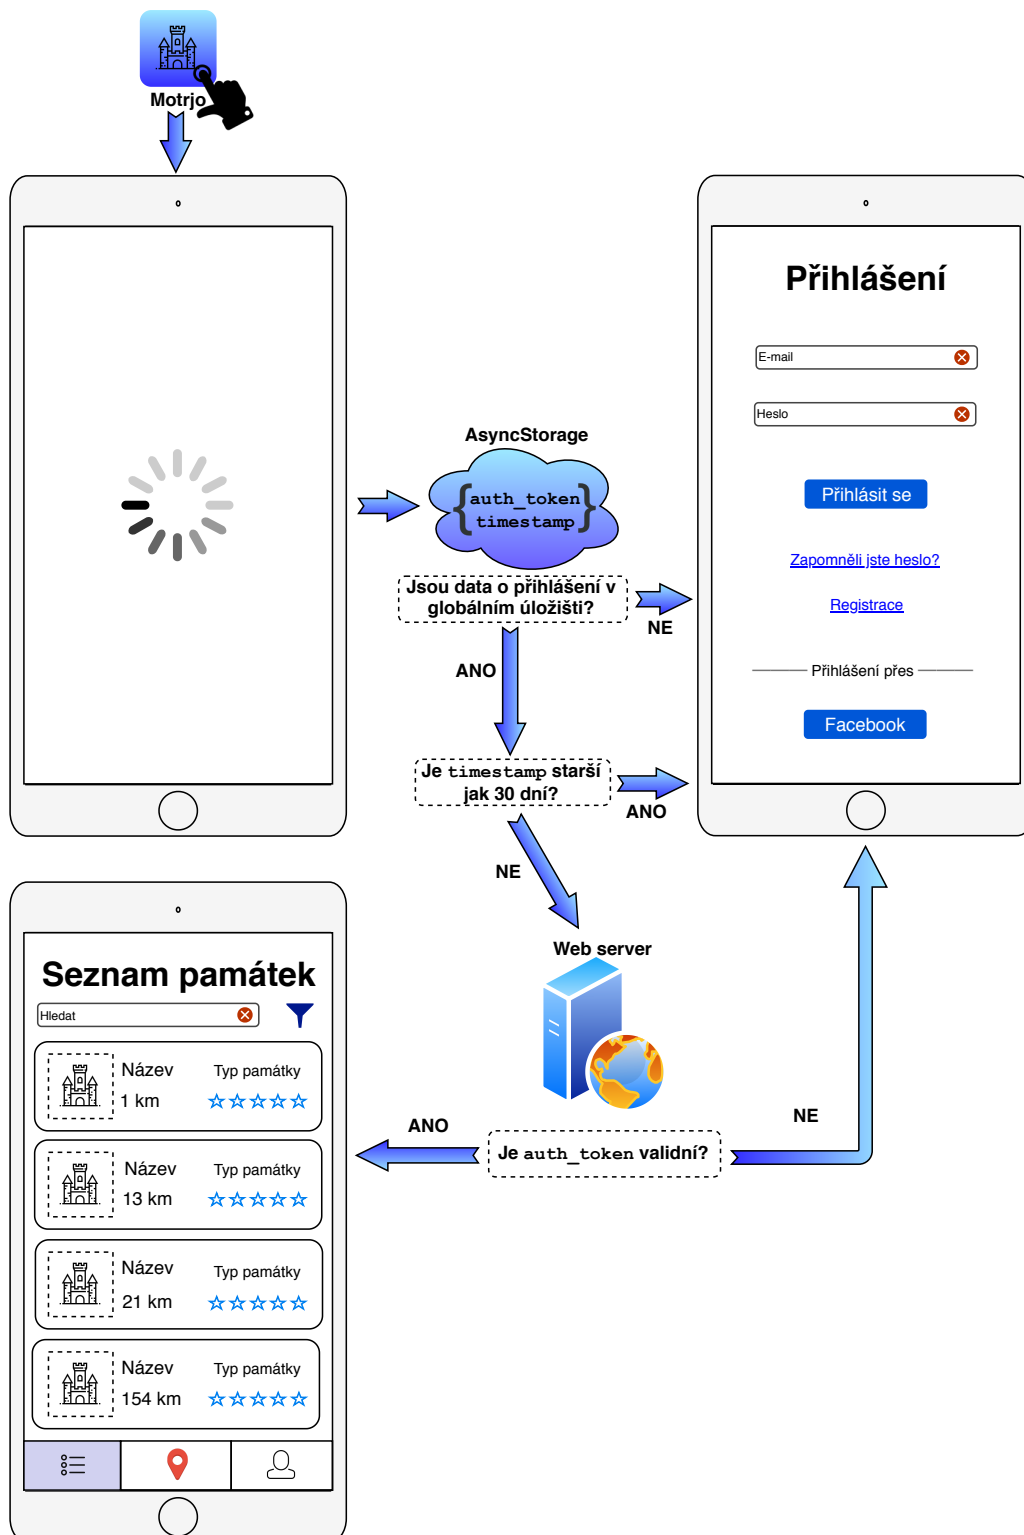 Motrjo
Přihlášení
E-mail
Heslo
Přihlásit se
Zapomněli jste heslo?
Registrace
Přihlášení přes
Facebook
AsyncStorage
{auth_token
timestamp}
Jsou data o přihlášení v
globálním úložišti?
NE
ANO
Je timestamp starší
jak 30 dní?
ANO
NE
Web server
Je auth_token validní?
ANO
NE
Seznam památek
Hledat
Název
Typ památky
1 km
Název
Typ památky
13 km
Název
Typ památky
21 km
Název
Typ památky
154 km